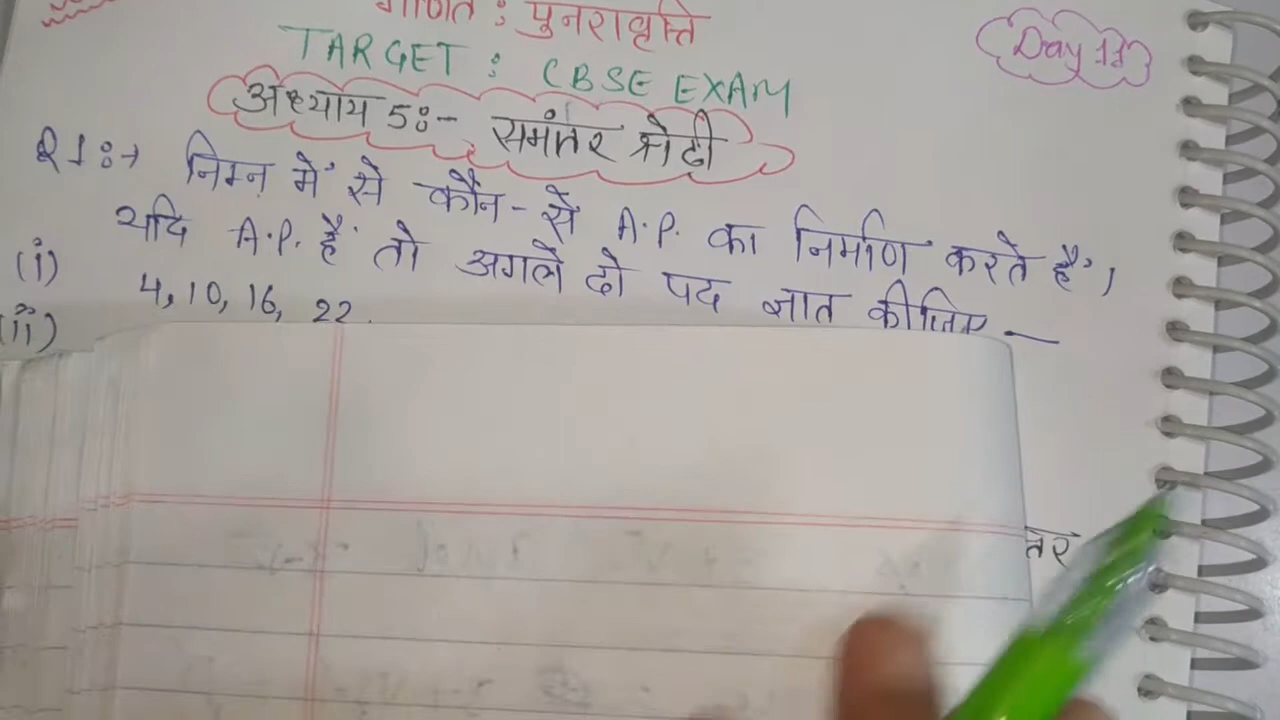 गणित : पुनरावृत्ति
TARGET : CBSE EXAM
Day
अध्याय 5:- समांतर श्रेढ़ी
Q1:→ निम्न में से कौन-से A.P. का निर्माण करते हैं,
यदि A.P. हैं तो अगले दो पद ज्ञात कीजिए —
(i) 4, 10, 16, 22
(ii)
तर